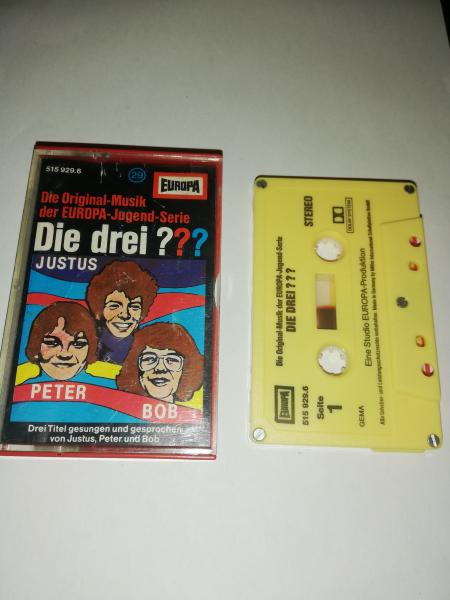 515 929.6
29
EUROPA
Die Original-Musik
der EUROPA-Jugend-Serie
Die drei ???
JUSTUS
PETER
BOB
Drei Titel gesungen und gesprochen
von Justus, Peter und Bob
STEREO
DOLBY SYSTEM
Die Original-Musik der EUROPA-Jugend-Serie
DIE DREI ???
EUROPA
515 929.6
Seite
1
GEMA
Eine Studio EUROPA-Produktion